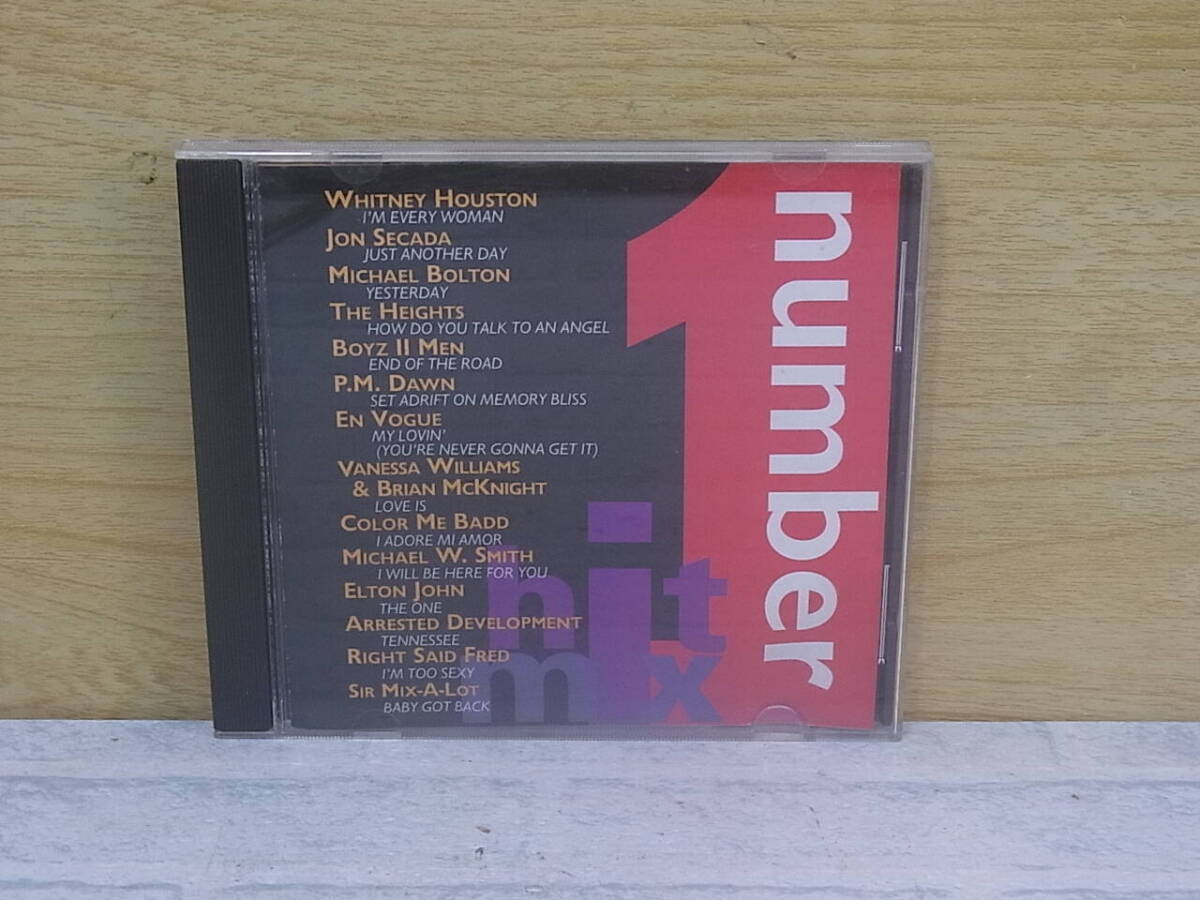 WHITNEY HOUSTON
I'M EVERY WOMAN
JON SECADA
JUST ANOTHER DAY
MICHAEL BOLTON
YESTERDAY
THE HEIGHTS
HOW DO YOU TALK TO AN ANGEL
BOYZ II MEN
END OF THE ROAD
P.M. DAWN
SET ADRIFT ON MEMORY BLISS
EN VOGUE
MY LOVIN'
(YOU'RE NEVER GONNA GET IT)
VANESSA WILLIAMS
& BRIAN MCKNIGHT
LOVE IS
COLOR ME BADD
I ADORE MI AMOR
MICHAEL W. SMITH
I WILL BE HERE FOR YOU
ELTON JOHN
THE ONE
ARRESTED DEVELOPMENT
TENNESSEE
RIGHT SAID FRED
I'M TOO SEXY
SIR MIX-A-LOT
BABY GOT BACK
number
1
hit
mix